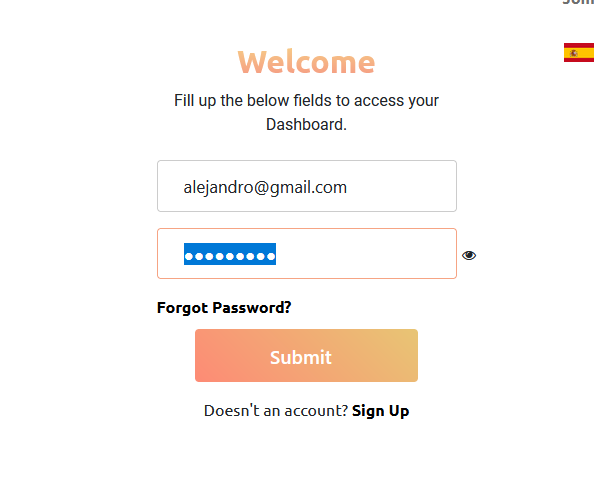 Welcome
Fill up the below fields to access your
Dashboard.
alejandro@gmail.com
●●●●●●●●●
Forgot Password?
Submit
Doesn't an account? Sign Up